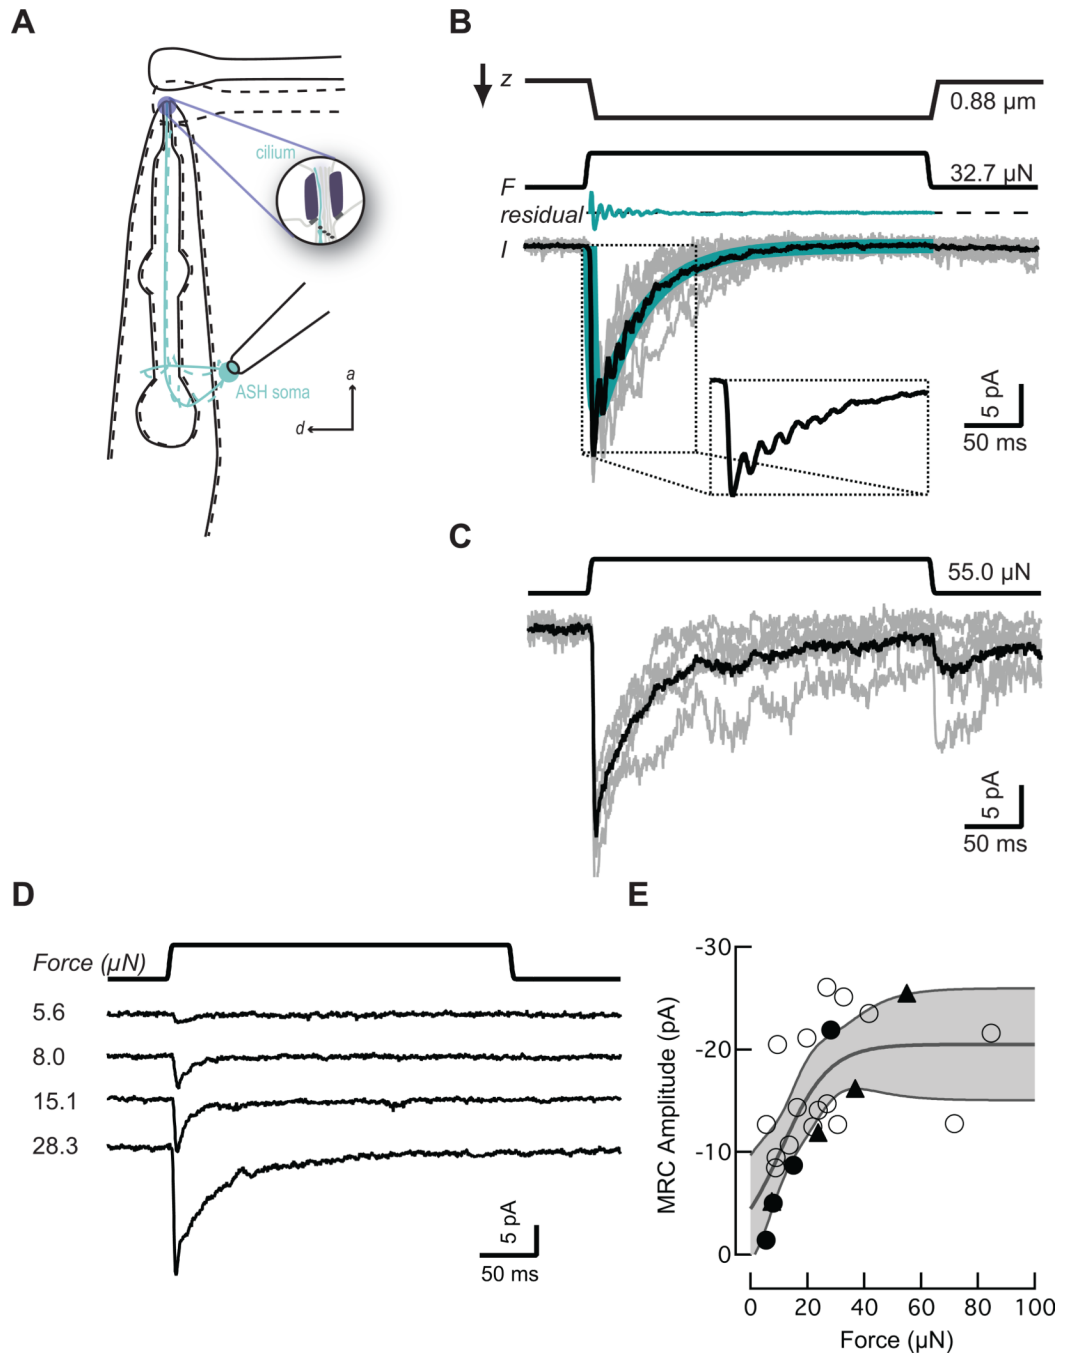 A
cilium
ASH soma
a
d
B
z
0.88 µm
F
32.7 µN
residual
I
5 pA
50 ms
C
55.0 µN
5 pA
50 ms
D
Force (µN)
5.6
8.0
15.1
28.3
5 pA
50 ms
E
MRC Amplitude (pA)
-30
-20
-10
0
0 20 40 60 80 100
Force (µN)